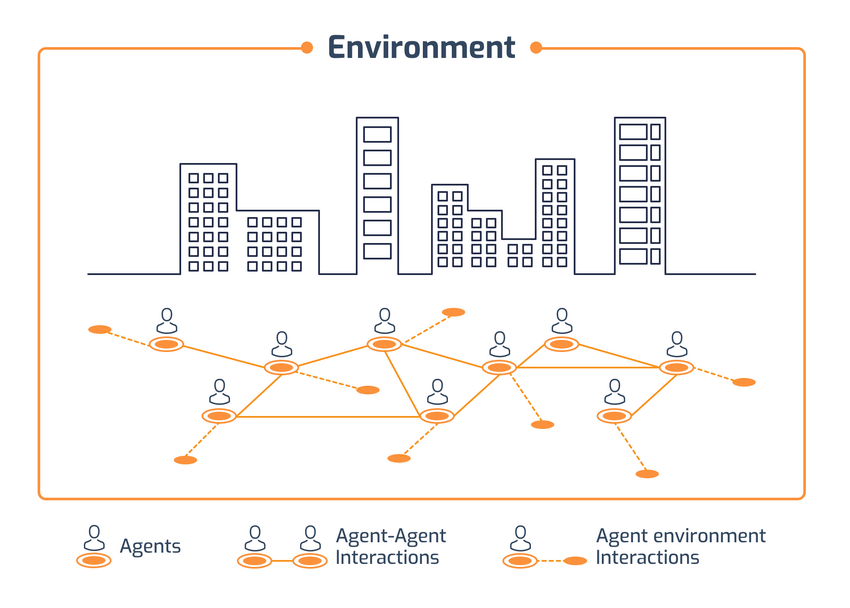 Environment
Agents
Agent-Agent
Interactions
Agent environment
Interactions